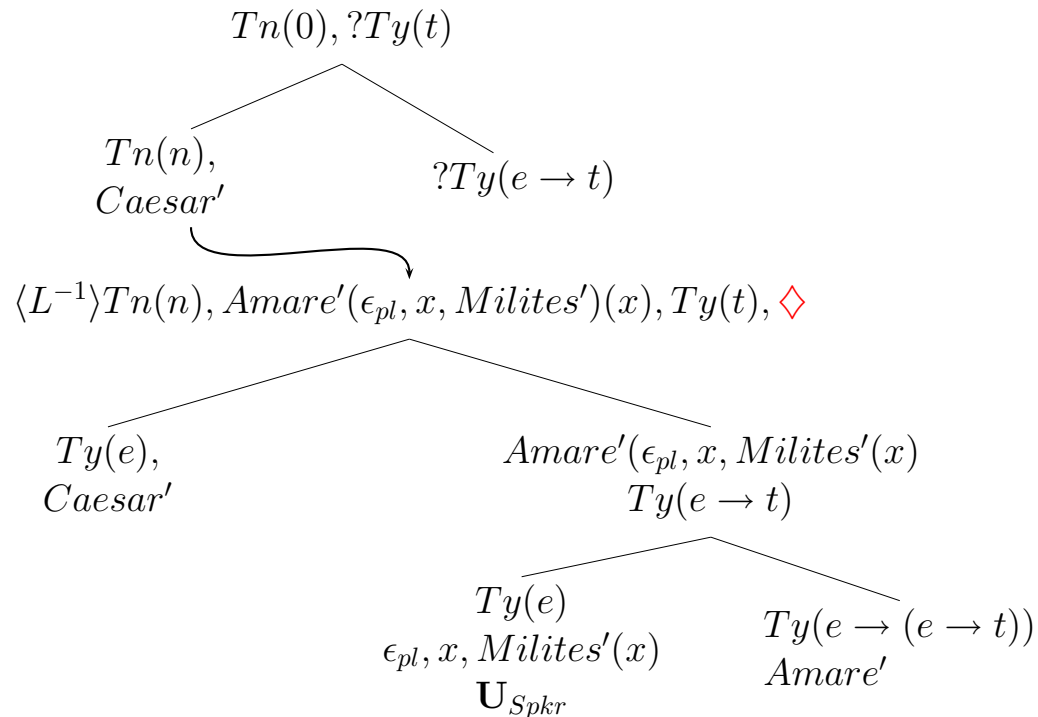 Tn(0), ?Ty(t)
Tn(n),
Caesar′
?Ty(e → t)
⟨L⁻¹⟩Tn(n), Amare′(ϵ_pl, x, Milites′)(x), Ty(t), ♢
Ty(e),
Caesar′
Amare′(ϵ_pl, x, Milites′(x)
Ty(e → t)
Ty(e)
ϵ_pl, x, Milites′(x)
U_Spkr
Ty(e → (e → t))
Amare′